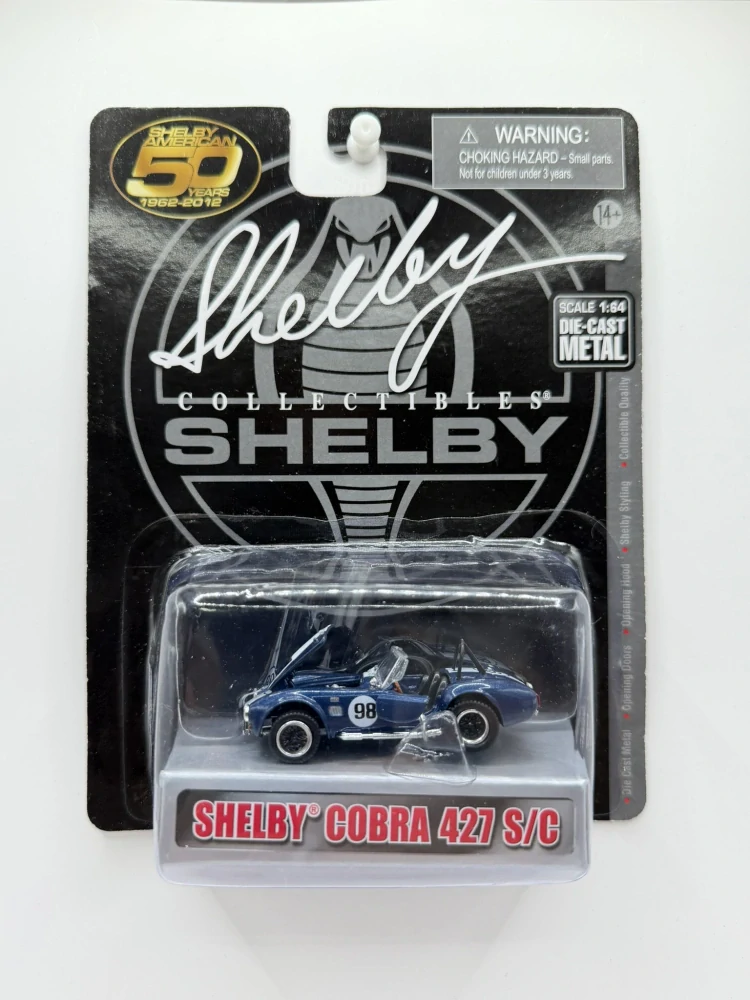 SHELBY
AMERICAN
50
YEARS
1962-2012
⚠ WARNING:
CHOKING HAZARD – Small parts.
Not for children under 3 years.
14+
Shelby
COLLECTIBLES®
SHELBY
SCALE 1:64
DIE-CAST
METAL
Die Cast Metal • Opening Doors • Opening Hood • Shelby Styling • Collectible Quality
98
SHELBY® COBRA 427 S/C